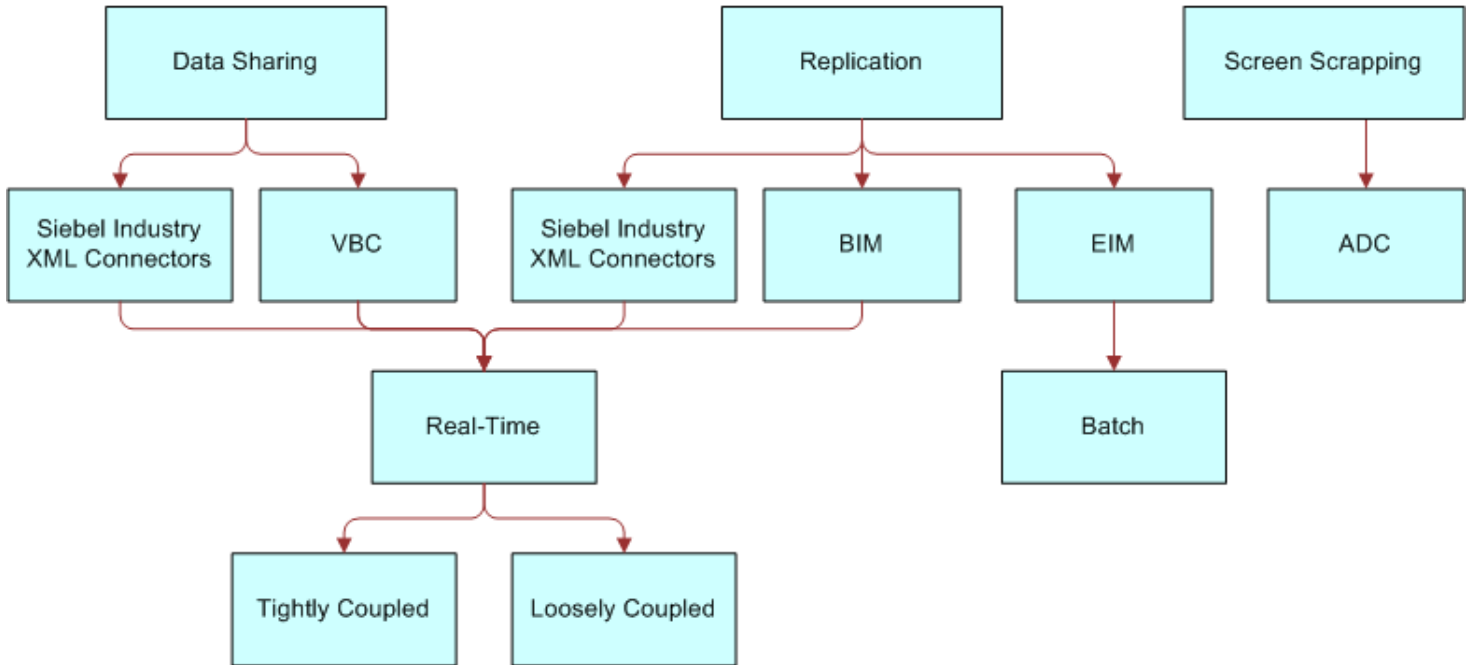 Data Sharing
Replication
Screen Scrapping
Siebel Industry
XML Connectors
VBC
Siebel Industry
XML Connectors
BIM
EIM
ADC
Real-Time
Batch
Tightly Coupled
Loosely Coupled